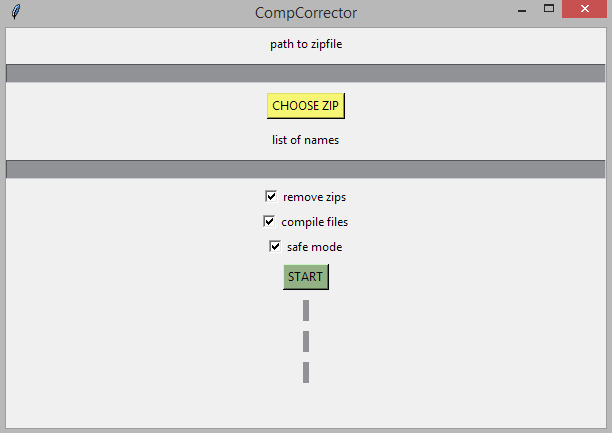 CompCorrector
path to zipfile
CHOOSE ZIP
list of names
remove zips
compile files
safe mode
START